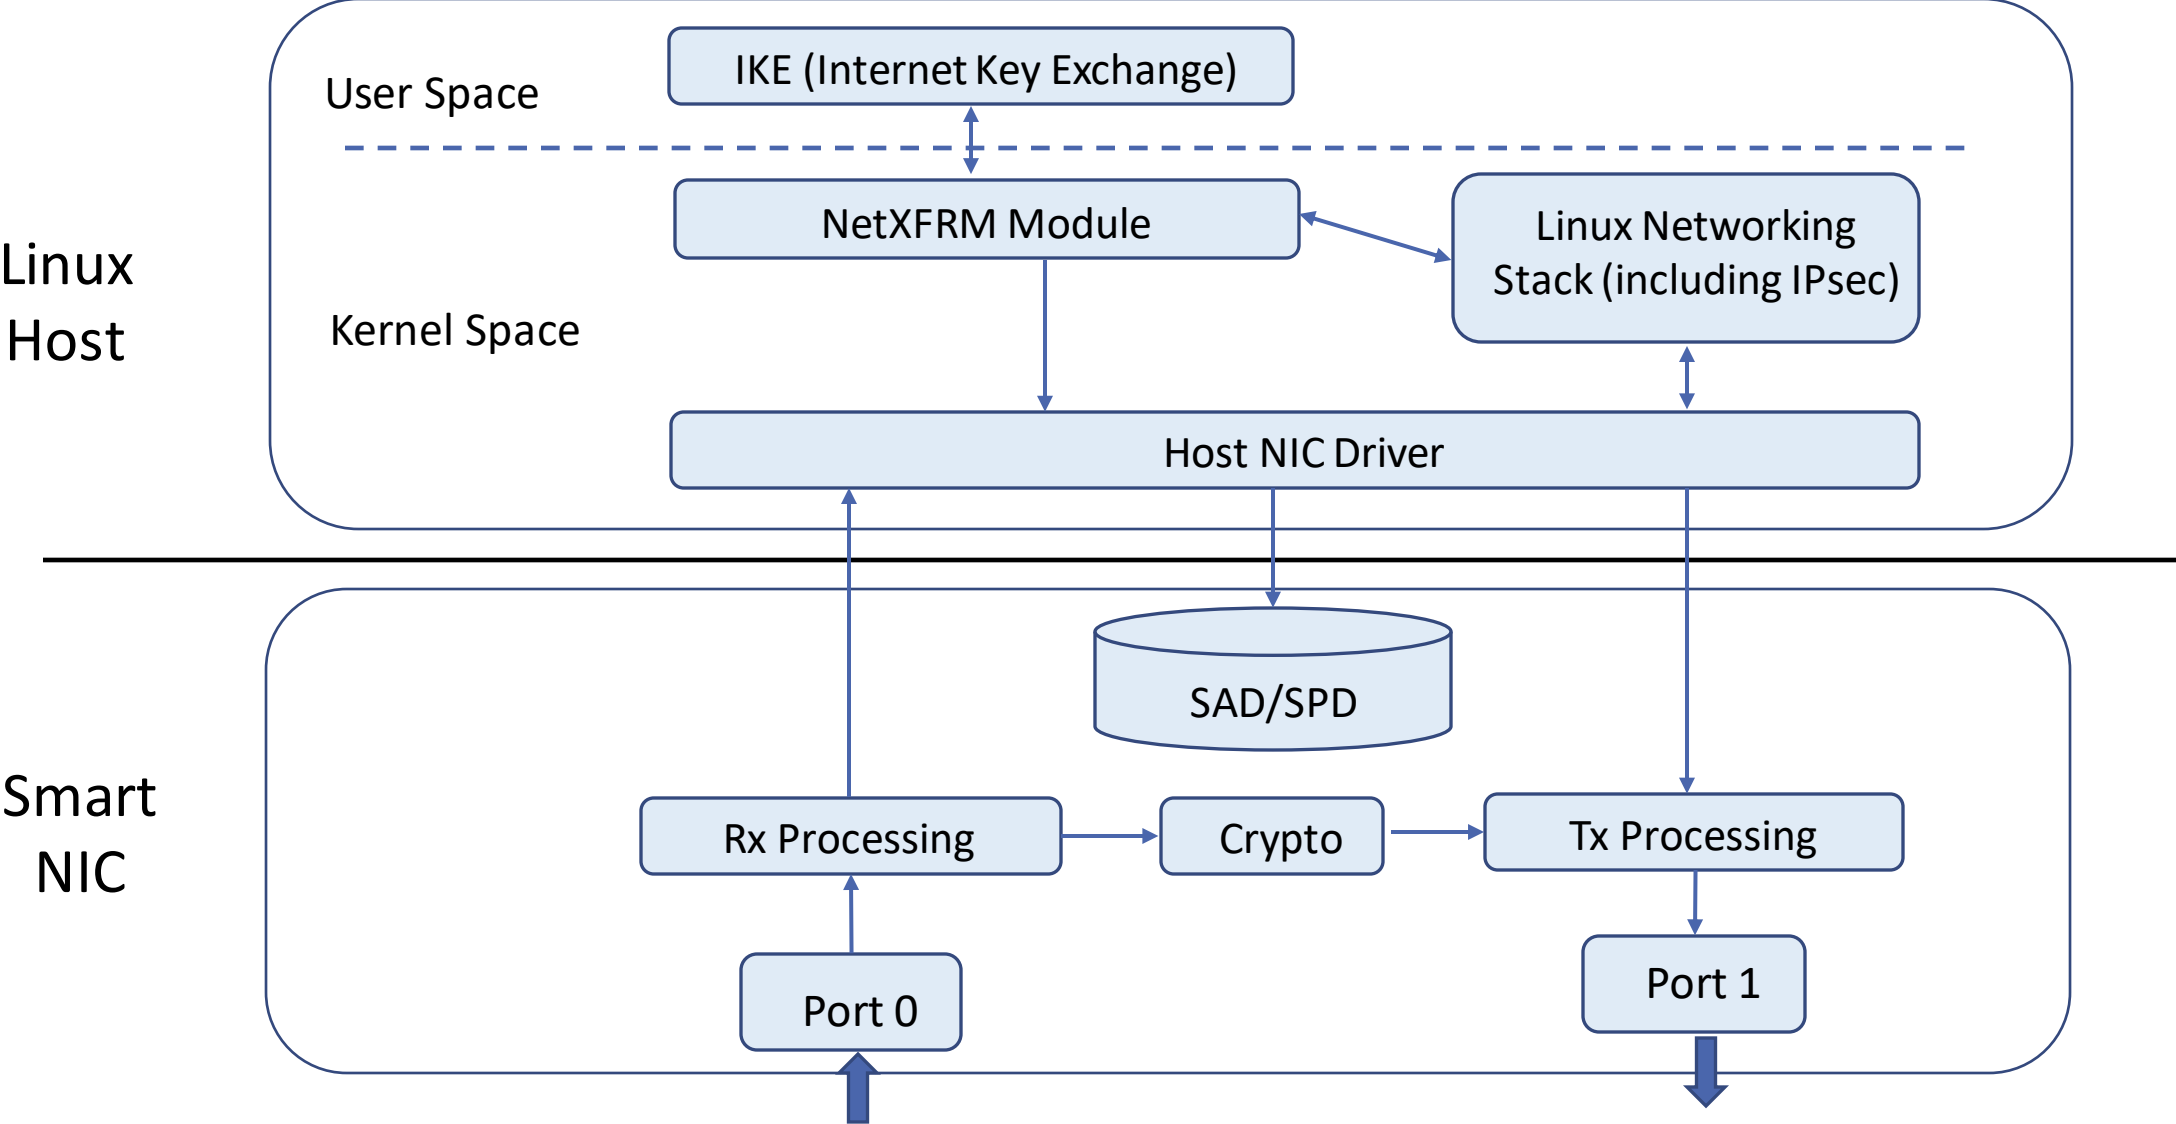 IKE (Internet Key Exchange)
User Space
NetXFRM Module
Linux Networking
Stack (including IPsec)
Linux
Host
Kernel Space
Host NIC Driver
SAD/SPD
Smart
NIC
Rx Processing
Crypto
Tx Processing
Port 0
Port 1